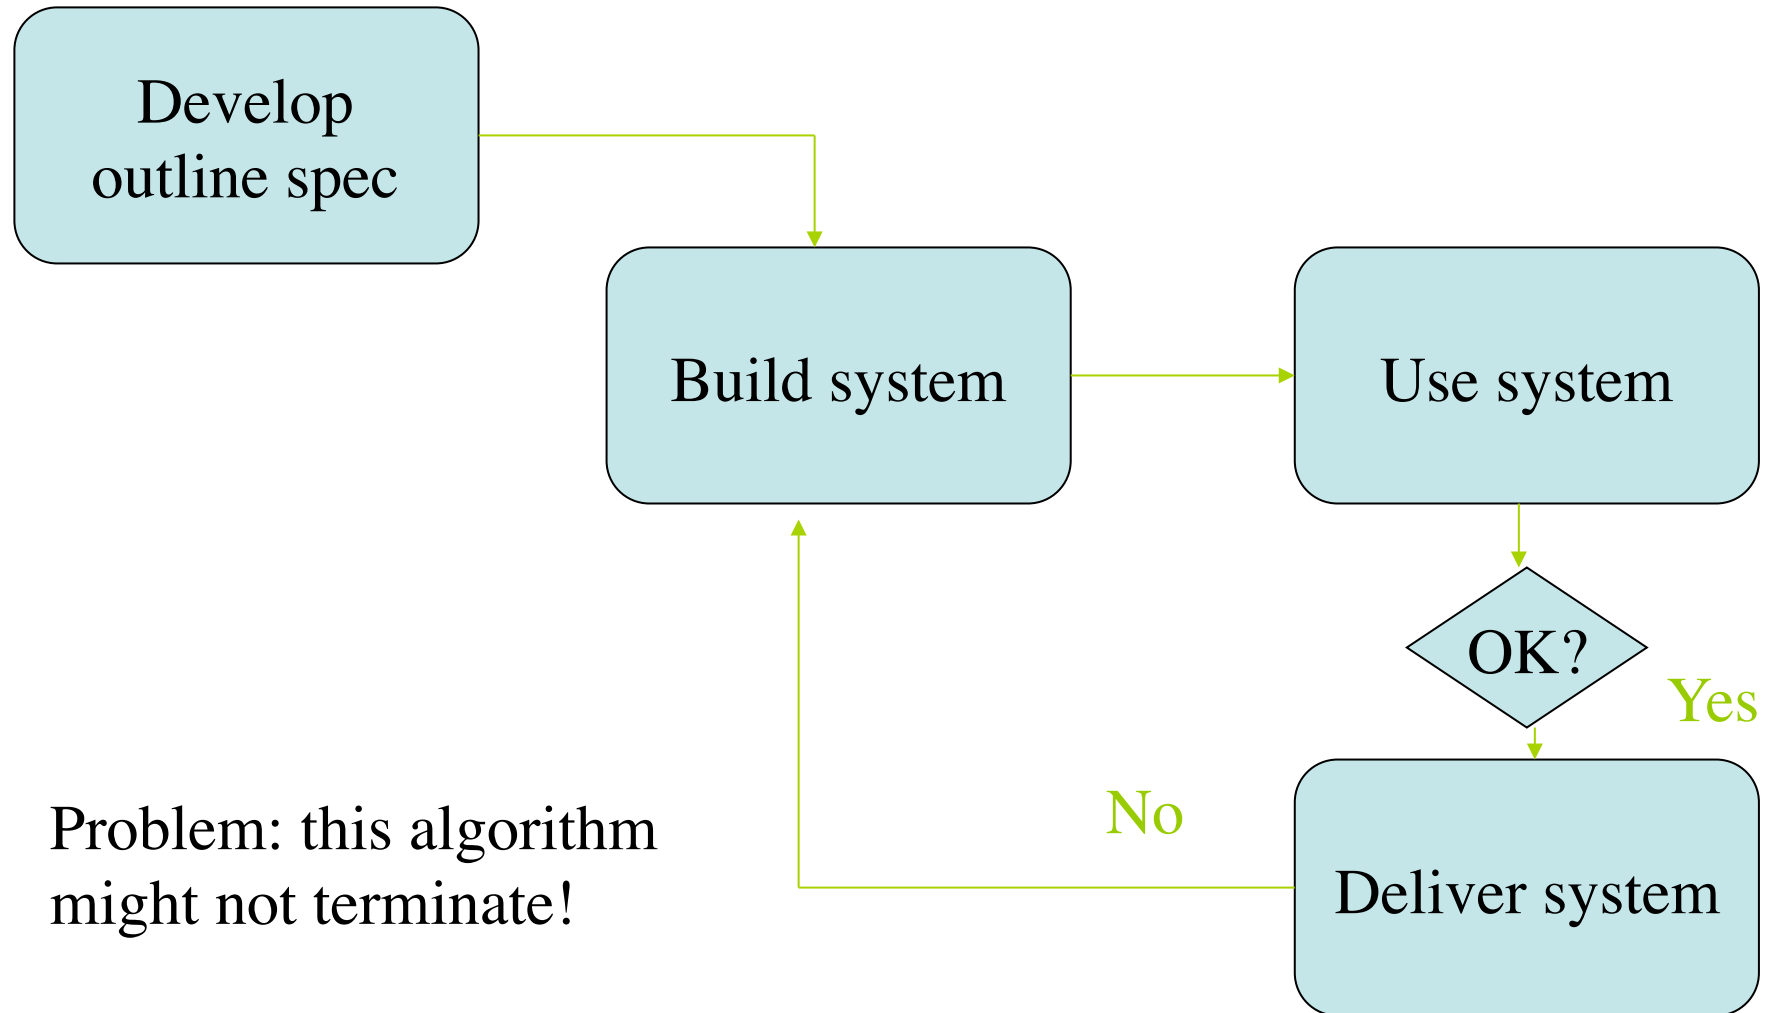 Develop
outline spec
Build system
Use system
OK?
Yes
No
Deliver system
Problem: this algorithm
might not terminate!